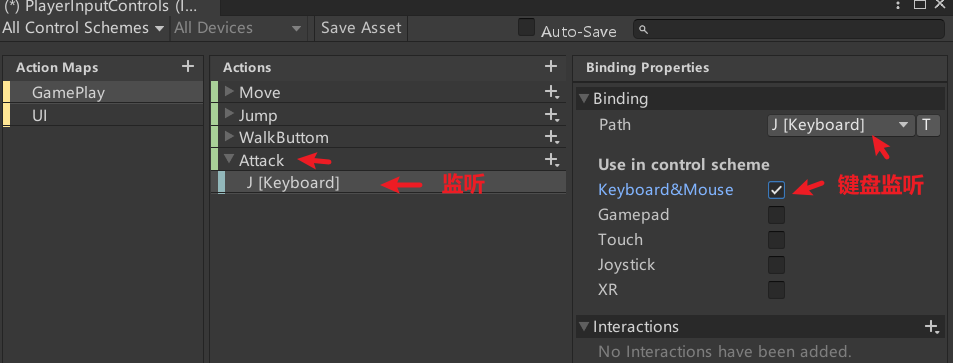 (*) PlayerInputControls (I...
All Control Schemes All Devices Save Asset Auto-Save
Action Maps +
GamePlay
UI
Actions +
Move
Jump
WalkButtom
Attack
J [Keyboard] 监听
Binding Properties
Binding
Path J [Keyboard] T
Use in control scheme
Keyboard&Mouse 键盘监听
Gamepad
Touch
Joystick
XR
Interactions
No Interactions have been added.